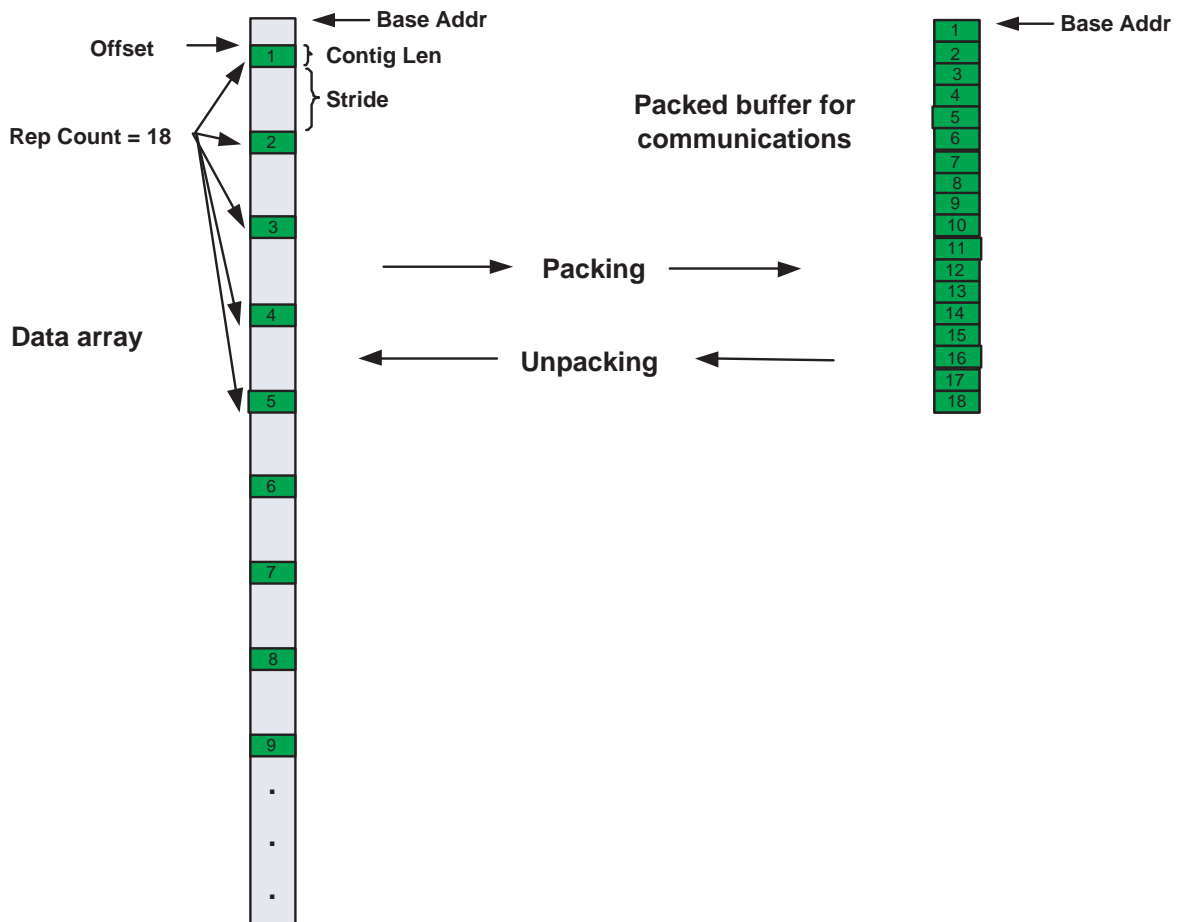 Base Addr
Offset
1
Contig Len
Stride
Rep Count = 18
2
3
4
Data array
5
6
7
8
9
.
.
.
Packing
Unpacking
Packed buffer for
communications
Base Addr
1
2
3
4
5
6
7
8
9
10
11
12
13
14
15
16
17
18